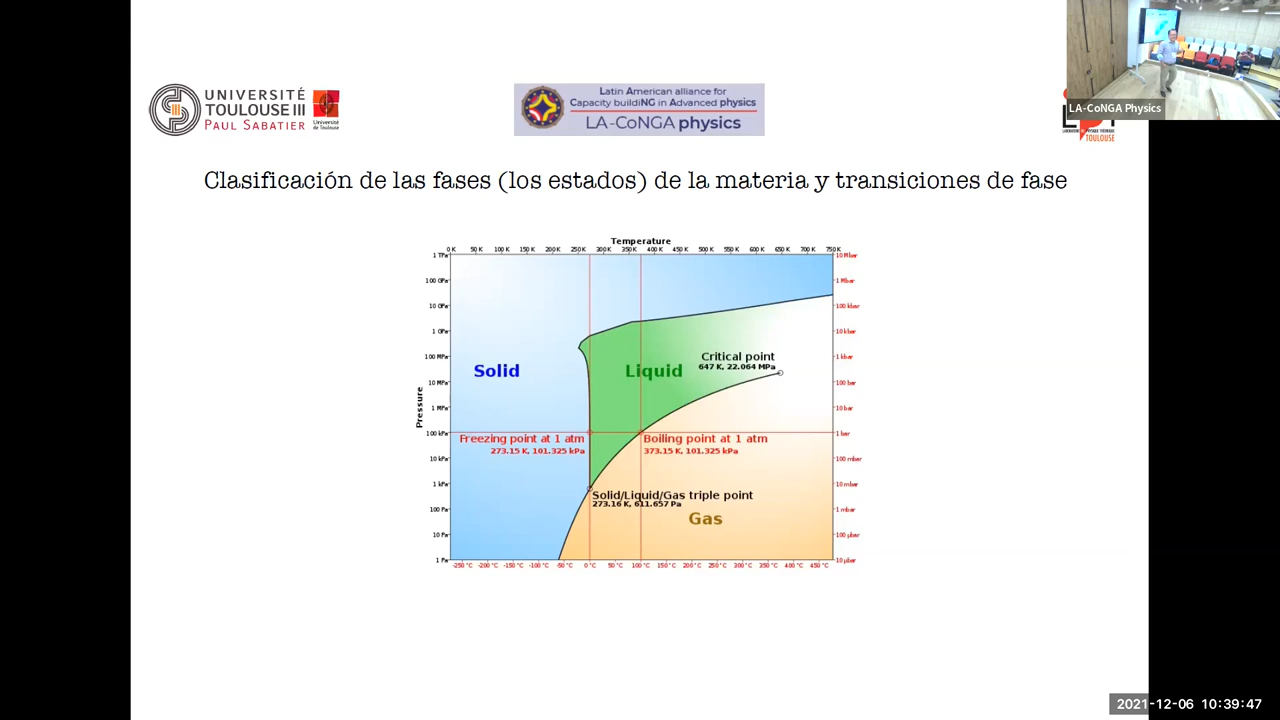 UNIVERSITÉ
TOULOUSE III
PAUL SABATIER
Université
de Toulouse
Latin American alliance for
Capacity buildiNG in Advanced physics
LA-CoNGA physics
LA-CoNGA Physics
TOULOUSE
Clasificación de las fases (los estados) de la materia y transiciones de fase
Temperature
0 K 50 K 100 K 150 K 200 K 250 K 300 K 350 K 400 K 450 K 500 K 550 K 600 K 650 K 700 K 750 K
1 TPa 10 Mbar
100 GPa 1 Mbar
10 GPa 100 kbar
1 GPa 10 kbar
100 MPa 1 kbar
10 MPa 100 bar
1 MPa 10 bar
100 kPa 1 bar
10 kPa 100 mbar
1 kPa 10 mbar
100 Pa 1 mbar
10 Pa 100 µbar
1 Pa 10 µbar
Pressure
Critical point
647 K, 22.064 MPa
Solid
Liquid
Freezing point at 1 atm
273.15 K, 101.325 kPa
Boiling point at 1 atm
373.15 K, 101.325 kPa
Solid/Liquid/Gas triple point
273.16 K, 611.657 Pa
Gas
-250 °C -200 °C -150 °C -100 °C -50 °C 0 °C 50 °C 100 °C 150 °C 200 °C 250 °C 300 °C 350 °C 400 °C 450 °C
2021-12-06 10:39:47